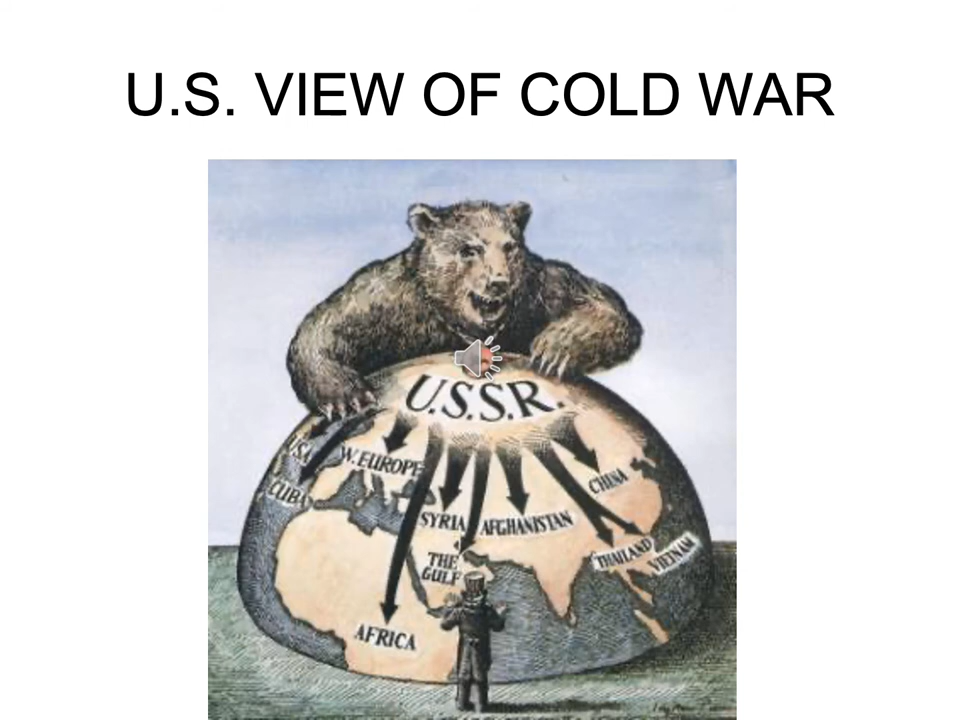 U.S. VIEW OF COLD WAR
U.S.S.R.
USA
W. EUROPE
CUBA
CHINA
SYRIA
AFGHANISTAN
THE
GULF
THAILAND
VIETNAM
AFRICA